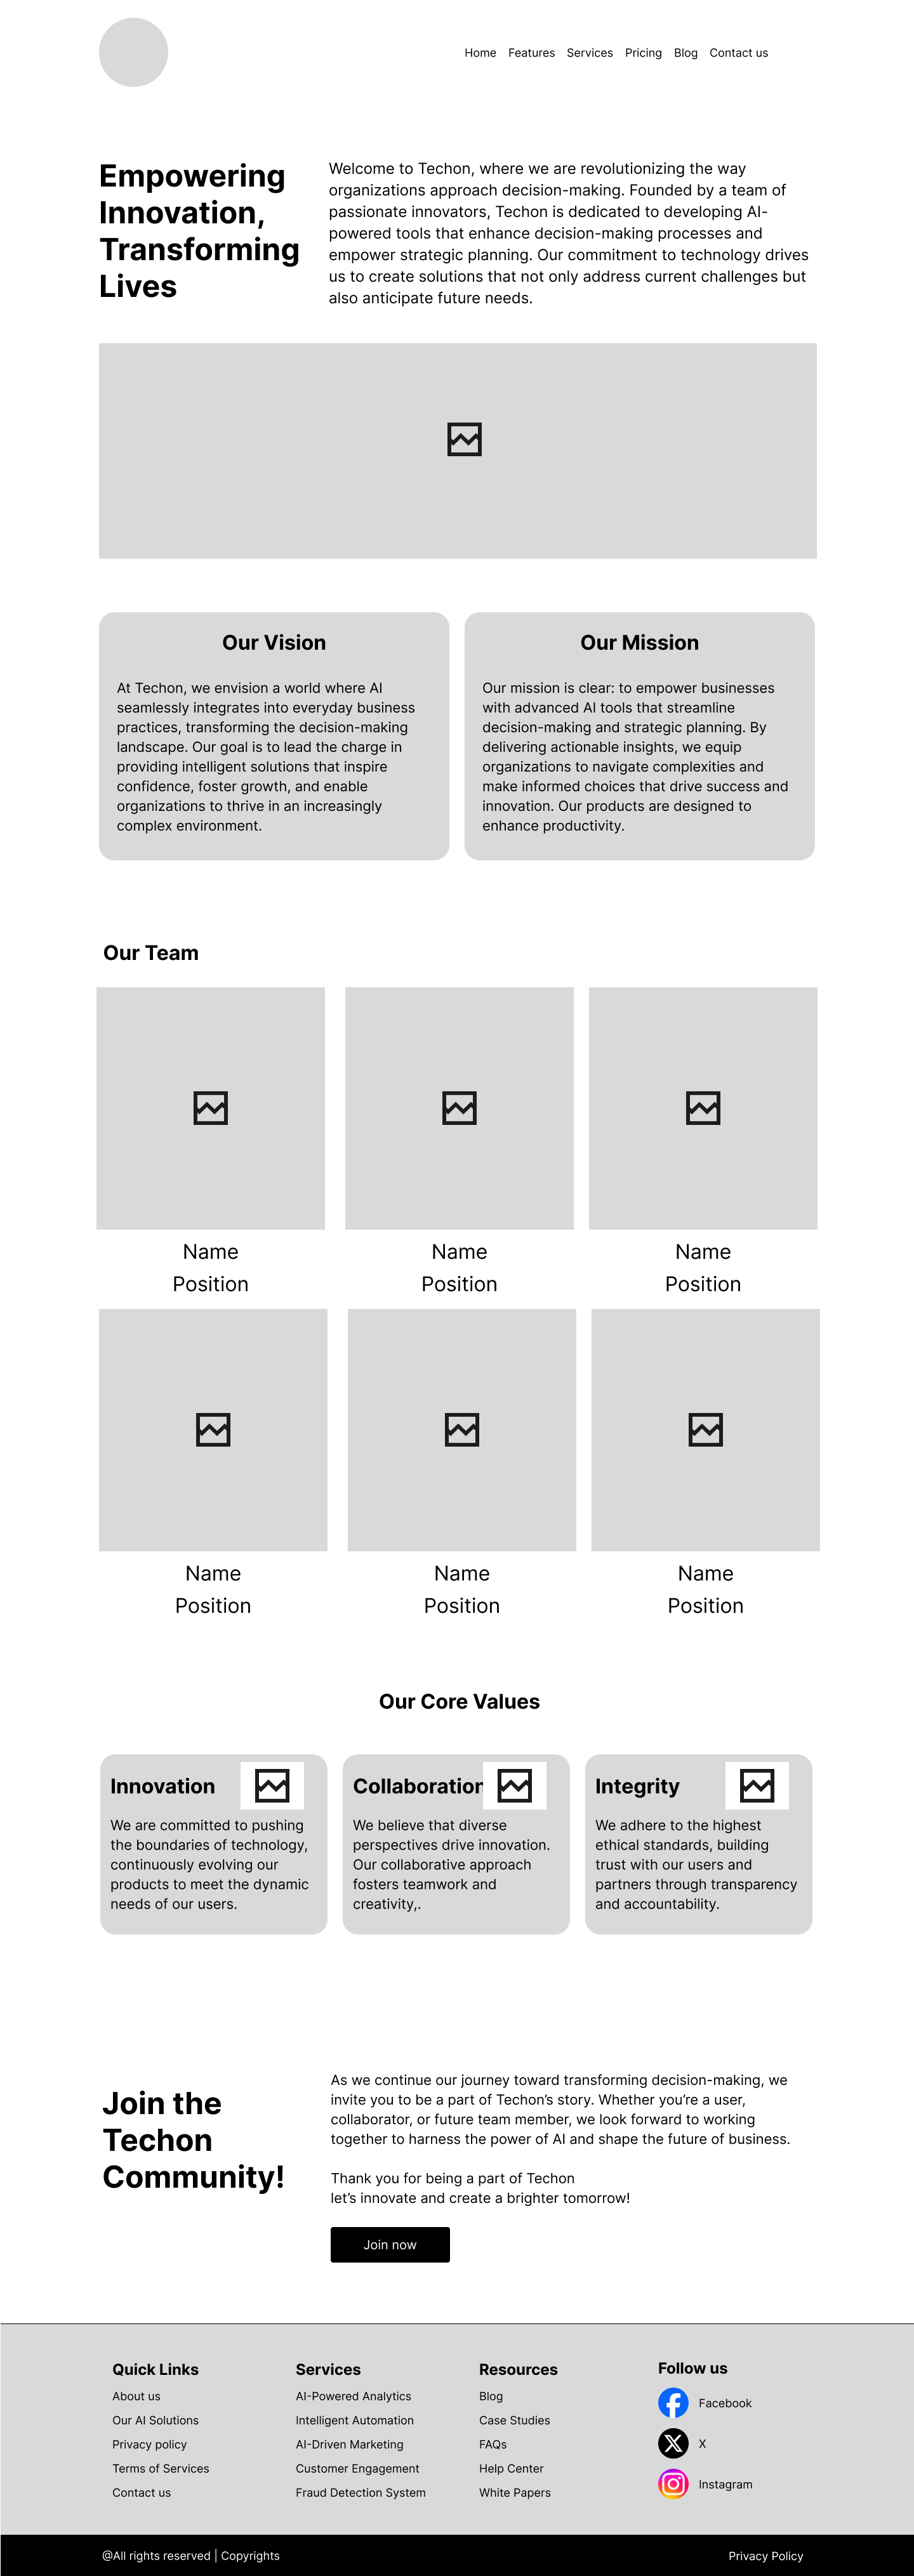 Home Features Services Pricing Blog Contact us
Empowering
Innovation,
Transforming
Lives
Welcome to Techon, where we are revolutionizing the way
organizations approach decision-making. Founded by a team of
passionate innovators, Techon is dedicated to developing AI-
powered tools that enhance decision-making processes and
empower strategic planning. Our commitment to technology drives
us to create solutions that not only address current challenges but
also anticipate future needs.
Our Vision
At Techon, we envision a world where AI
seamlessly integrates into everyday business
practices, transforming the decision-making
landscape. Our goal is to lead the charge in
providing intelligent solutions that inspire
confidence, foster growth, and enable
organizations to thrive in an increasingly
complex environment.
Our Mission
Our mission is clear: to empower businesses
with advanced AI tools that streamline
decision-making and strategic planning. By
delivering actionable insights, we equip
organizations to navigate complexities and
make informed choices that drive success and
innovation. Our products are designed to
enhance productivity.
Our Team
Name
Position
Name
Position
Name
Position
Name
Position
Name
Position
Name
Position
Our Core Values
Innovation
We are committed to pushing
the boundaries of technology,
continuously evolving our
products to meet the dynamic
needs of our users.
Collaboration
We believe that diverse
perspectives drive innovation.
Our collaborative approach
fosters teamwork and
creativity,.
Integrity
We adhere to the highest
ethical standards, building
trust with our users and
partners through transparency
and accountability.
Join the
Techon
Community!
As we continue our journey toward transforming decision-making, we
invite you to be a part of Techon’s story. Whether you’re a user,
collaborator, or future team member, we look forward to working
together to harness the power of AI and shape the future of business.
Thank you for being a part of Techon
let’s innovate and create a brighter tomorrow!
Join now
Quick Links
About us
Our AI Solutions
Privacy policy
Terms of Services
Contact us
Services
AI-Powered Analytics
Intelligent Automation
AI-Driven Marketing
Customer Engagement
Fraud Detection System
Resources
Blog
Case Studies
FAQs
Help Center
White Papers
Follow us
Facebook
X
Instagram
@All rights reserved | Copyrights
Privacy Policy